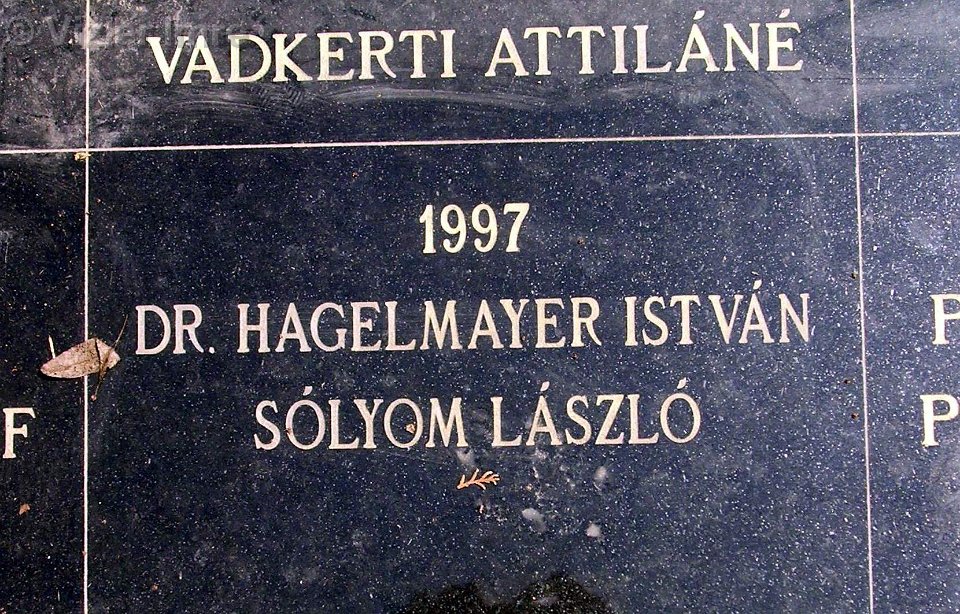 VADKERTI ATTILÁNÉ
1997
DR. HAGELMAYER ISTVÁN
SÓLYOM LÁSZLÓ
F
P
P